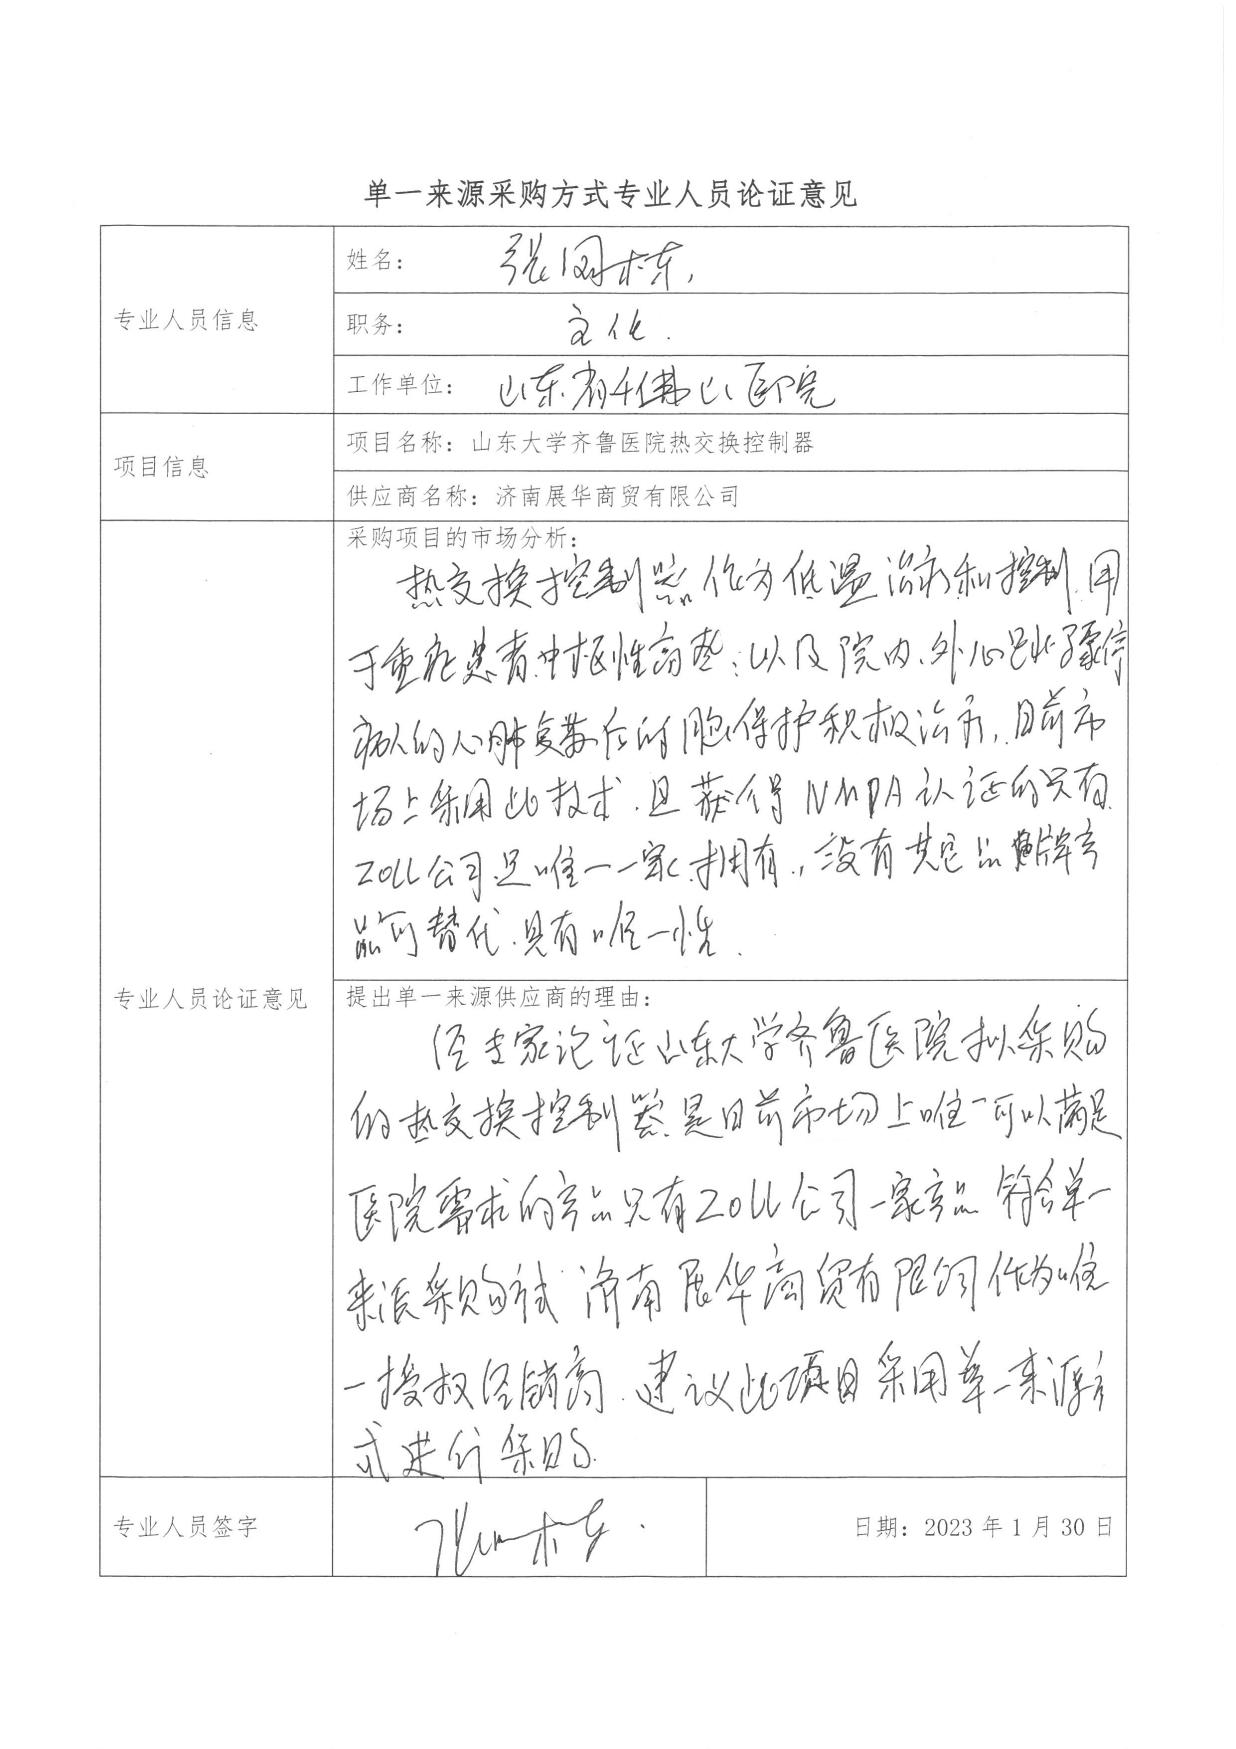 单一来源采购方式专业人员论证意见
专业人员信息
姓名： 张国栋
职务： 主任.
工作单位： 山东省千佛山医院
项目信息
项目名称：山东大学齐鲁医院热交换控制器
供应商名称：济南展华商贸有限公司
专业人员论证意见
采购项目的市场分析：
热交换控制器作为低温治疗和控制.用
于重症患者.中枢性高热；以及院内、外心跳骤停
病人的心肺复苏后的脑保护积极治疗，目前市
场上采用此技术.且获得NMPA认证的只有
ZOLL公司是唯一一家拥有，没有其它品牌产
品可替代.具有唯一性.
提出单一来源供应商的理由：
经专家论证山东大学齐鲁医院拟采购
的热交换控制器.是目前市场上唯一可以满足
医院需求的产品只有ZOLL公司一家产品 符合单一
来源采购 济南展华商贸有限公司作为唯
一授权经销商.建议此项目采用单一来源方
式进行采购.
专业人员签字
日期：2023年1月30日